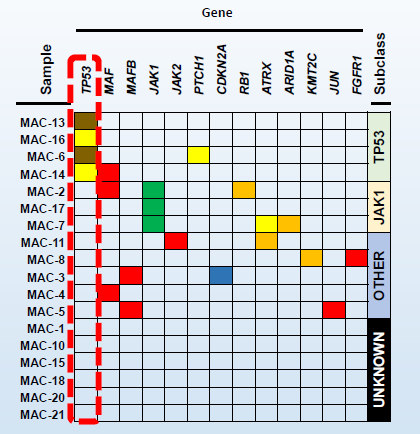 Gene
Sample
TP53
MAF
MAFB
JAK1
JAK2
PTCH1
CDKN2A
RB1
ATRX
ARID1A
KMT2C
JUN
FGFR1
Subclass
MAC-13
MAC-16
MAC-6
MAC-14
MAC-2
MAC-17
MAC-7
MAC-11
MAC-8
MAC-3
MAC-4
MAC-5
MAC-1
MAC-10
MAC-15
MAC-18
MAC-20
MAC-21
TP53
JAK1
OTHER
UNKNOWN